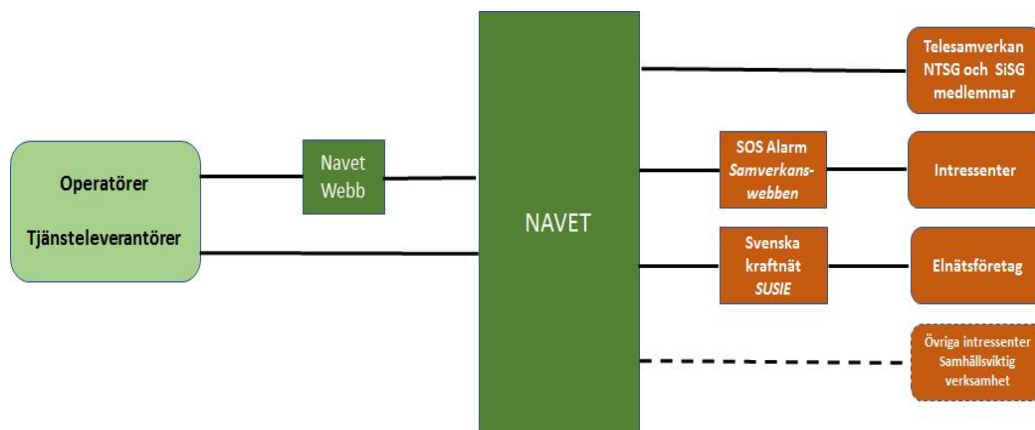 Operatörer
Tjänsteleverantörer
Navet
Webb
NAVET
Telesamverkan
NTSG och SiSG
medlemmar
SOS Alarm
Samverkans-
webben
Intressenter
Svenska
kraftnät
SUSIE
Elnätsföretag
Övriga intressenter
Samhällsviktig
verksamhet